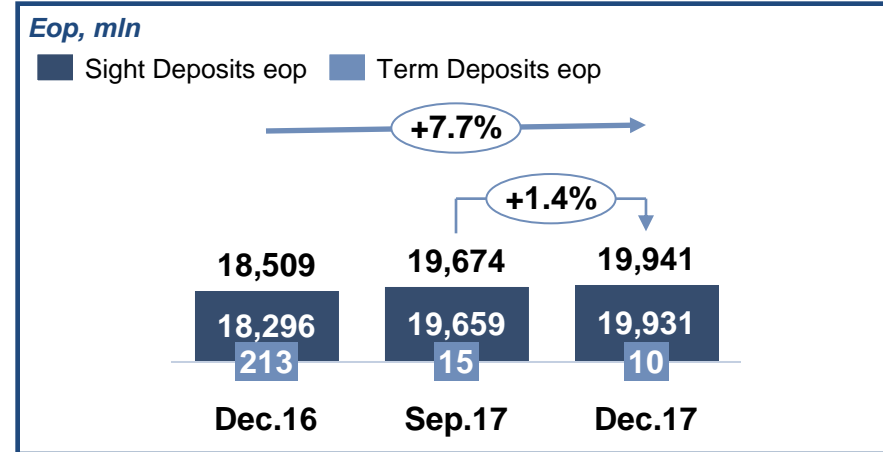 Eop, mln
Sight Deposits eop Term Deposits eop
+7.7%
+1.4%
18,509 19,674 19,941
18,296 19,659 19,931
213 15 10
Dec.16 Sep.17 Dec.17